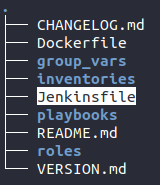 .
├── CHANGELOG.md
├── Dockerfile
├── group_vars
├── inventories
├── Jenkinsfile
├── playbooks
├── README.md
├── roles
└── VERSION.md